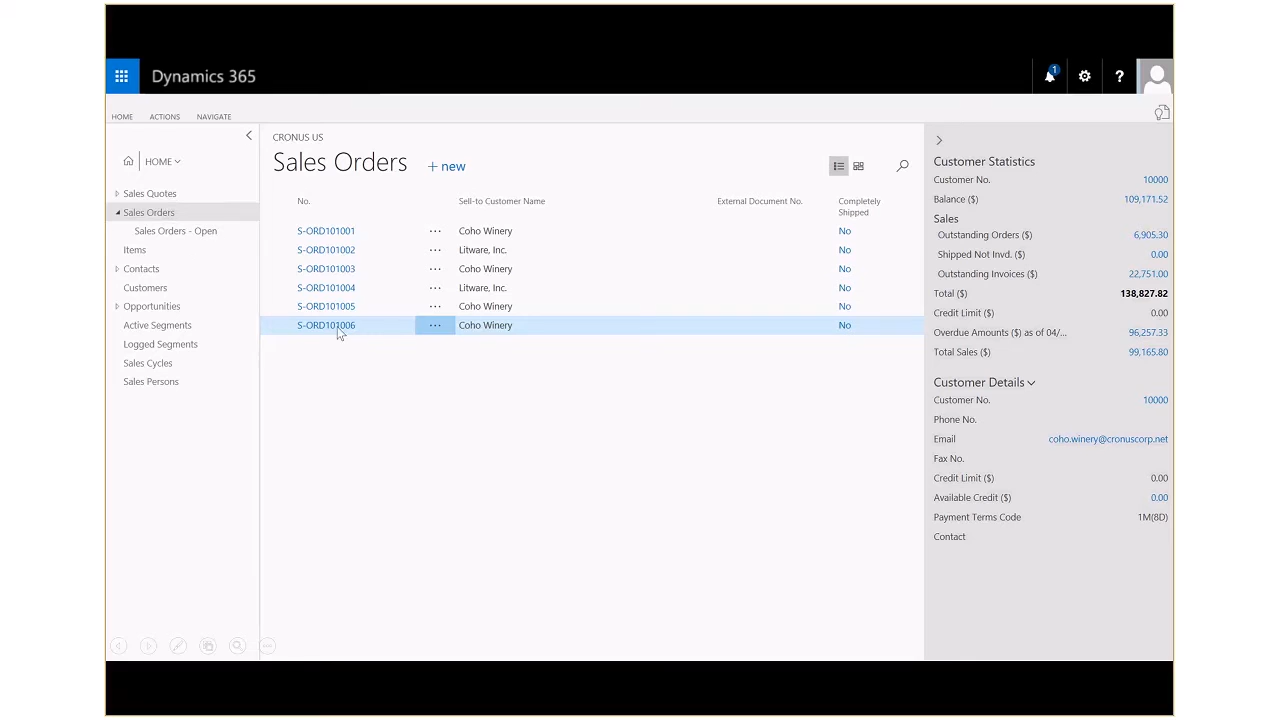 Dynamics 365
1
?
HOME ACTIONS NAVIGATE
HOME
Sales Quotes
Sales Orders
Sales Orders - Open
Items
Contacts
Customers
Opportunities
Active Segments
Logged Segments
Sales Cycles
Sales Persons
CRONUS US
Sales Orders + new
No. Sell-to Customer Name External Document No. Completely
Shipped
S-ORD101001 ··· Coho Winery No
S-ORD101002 ··· Litware, Inc. No
S-ORD101003 ··· Coho Winery No
S-ORD101004 ··· Litware, Inc. No
S-ORD101005 ··· Coho Winery No
S-ORD101006 ··· Coho Winery No
Customer Statistics
Customer No. 10000
Balance ($) 109,171.52
Sales
Outstanding Orders ($) 6,905.30
Shipped Not Invd. ($) 0.00
Outstanding Invoices ($) 22,751.00
Total ($) 138,827.82
Credit Limit ($) 0.00
Overdue Amounts ($) as of 04/... 96,257.33
Total Sales ($) 99,165.80
Customer Details
Customer No. 10000
Phone No.
Email coho.winery@cronuscorp.net
Fax No.
Credit Limit ($) 0.00
Available Credit ($) 0.00
Payment Terms Code 1M(8D)
Contact